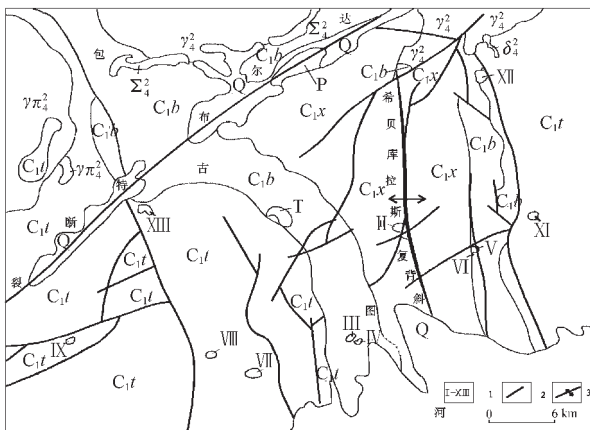 包
γ₄²
Σ₄²
达
γ₄²
γ₄²
C₁b
Q
尔
δ₄²
Σ₄²
Q
P
C₁b
γ₄²
C₁x
XII
C₁b
布
C₁x
希
γπ₄²
C₁b
贝
C₁t
库
C₁b
C₁t
γπ₄²
特
古
C₁b
C₁x
拉
C₁x
C₁b
断
XIII
T
斯
XI
C₁t
Q
C₁t
II
复
V
VI
裂
C₁t
C₁t
背
C₁t
C₁t
图
斜
Q
IX
C₁t
VIII
VII
C₁t
III
IV
C₁t
I-XIII 1 2 3
河 0 6 km